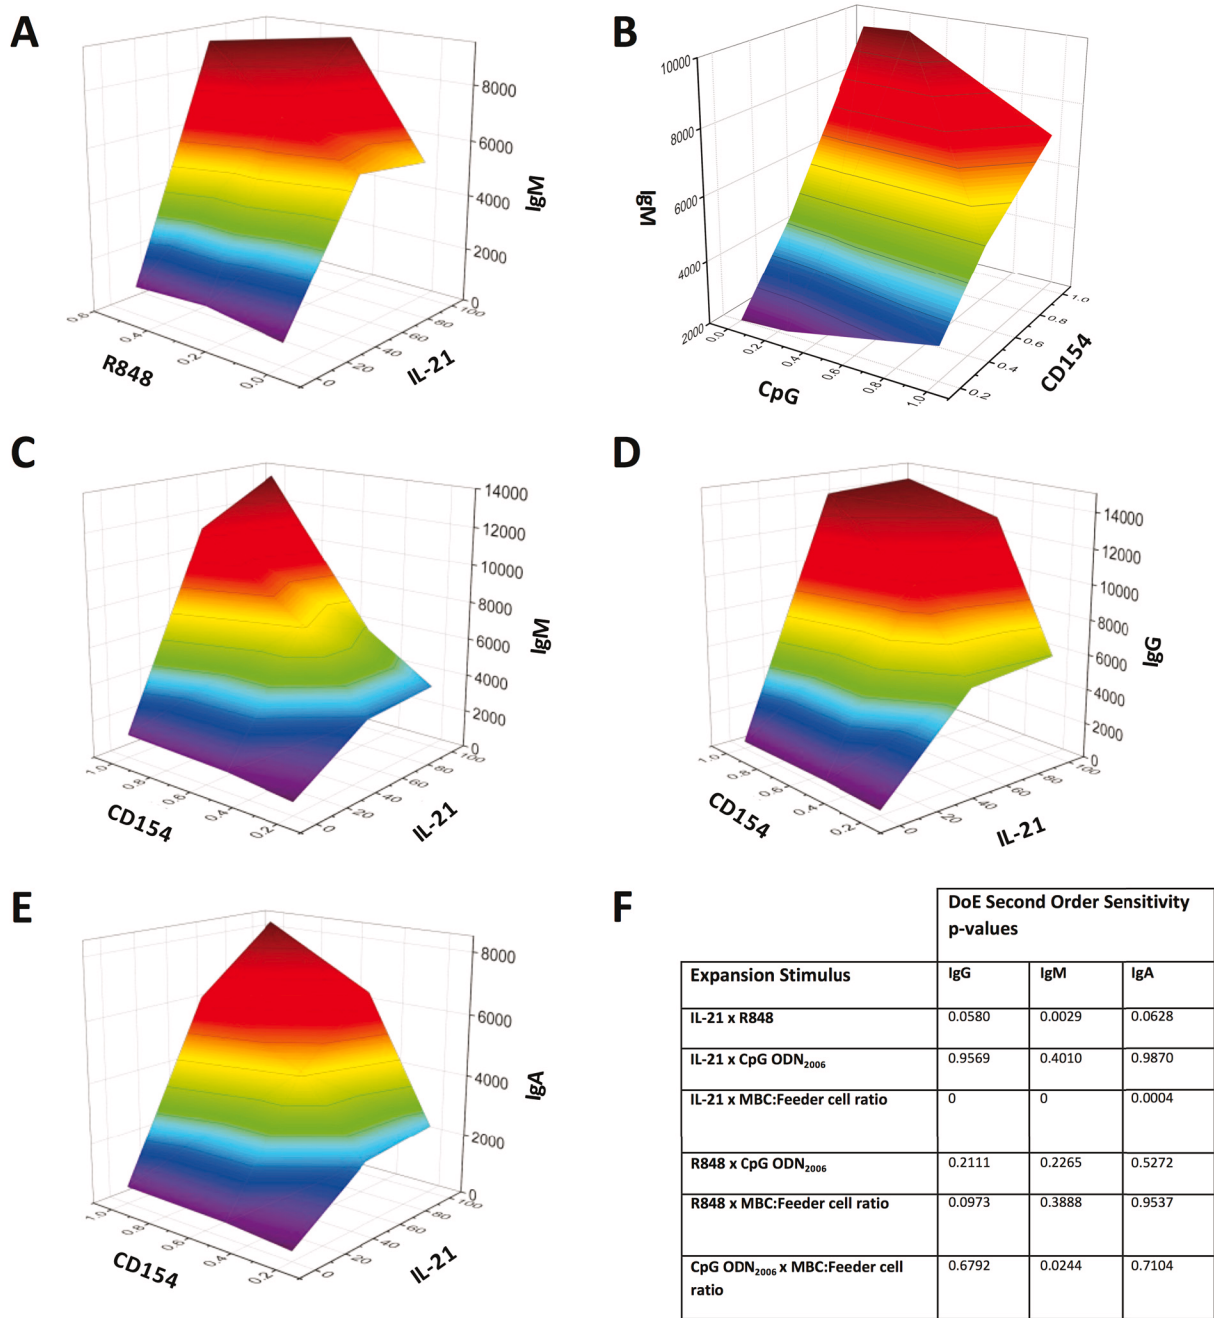 A
8000
6000
4000
2000
0
IgM
0.6
0.4
0.2
0.0
R848
0
20
40
60
80
100
IL-21
B
10000
8000
6000
4000
2000
IgM
0.0
0.2
0.4
0.6
0.8
1.0
CpG
0.2
0.4
0.6
0.8
1.0
CD154
C
14000
12000
10000
8000
6000
4000
2000
0
IgM
1.0
0.8
0.6
0.4
0.2
CD154
0
20
40
60
80
100
IL-21
D
14000
12000
10000
8000
6000
4000
2000
0
IgG
1.0
0.8
0.6
0.4
0.2
CD154
0
20
40
60
80
100
IL-21
E
8000
6000
4000
2000
0
IgA
1.0
0.8
0.6
0.4
0.2
CD154
0
20
40
60
80
100
IL-21
F
DoE Second Order Sensitivity
p-values
Expansion Stimulus IgG IgM IgA
IL-21 x R848 0.0580 0.0029 0.0628
IL-21 x CpG ODN2006 0.9569 0.4010 0.9870
IL-21 x MBC:Feeder cell ratio 0 0 0.0004
R848 x CpG ODN2006 0.2111 0.2265 0.5272
R848 x MBC:Feeder cell ratio 0.0973 0.3888 0.9537
CpG ODN2006 x MBC:Feeder cell 0.6792 0.0244 0.7104
ratio